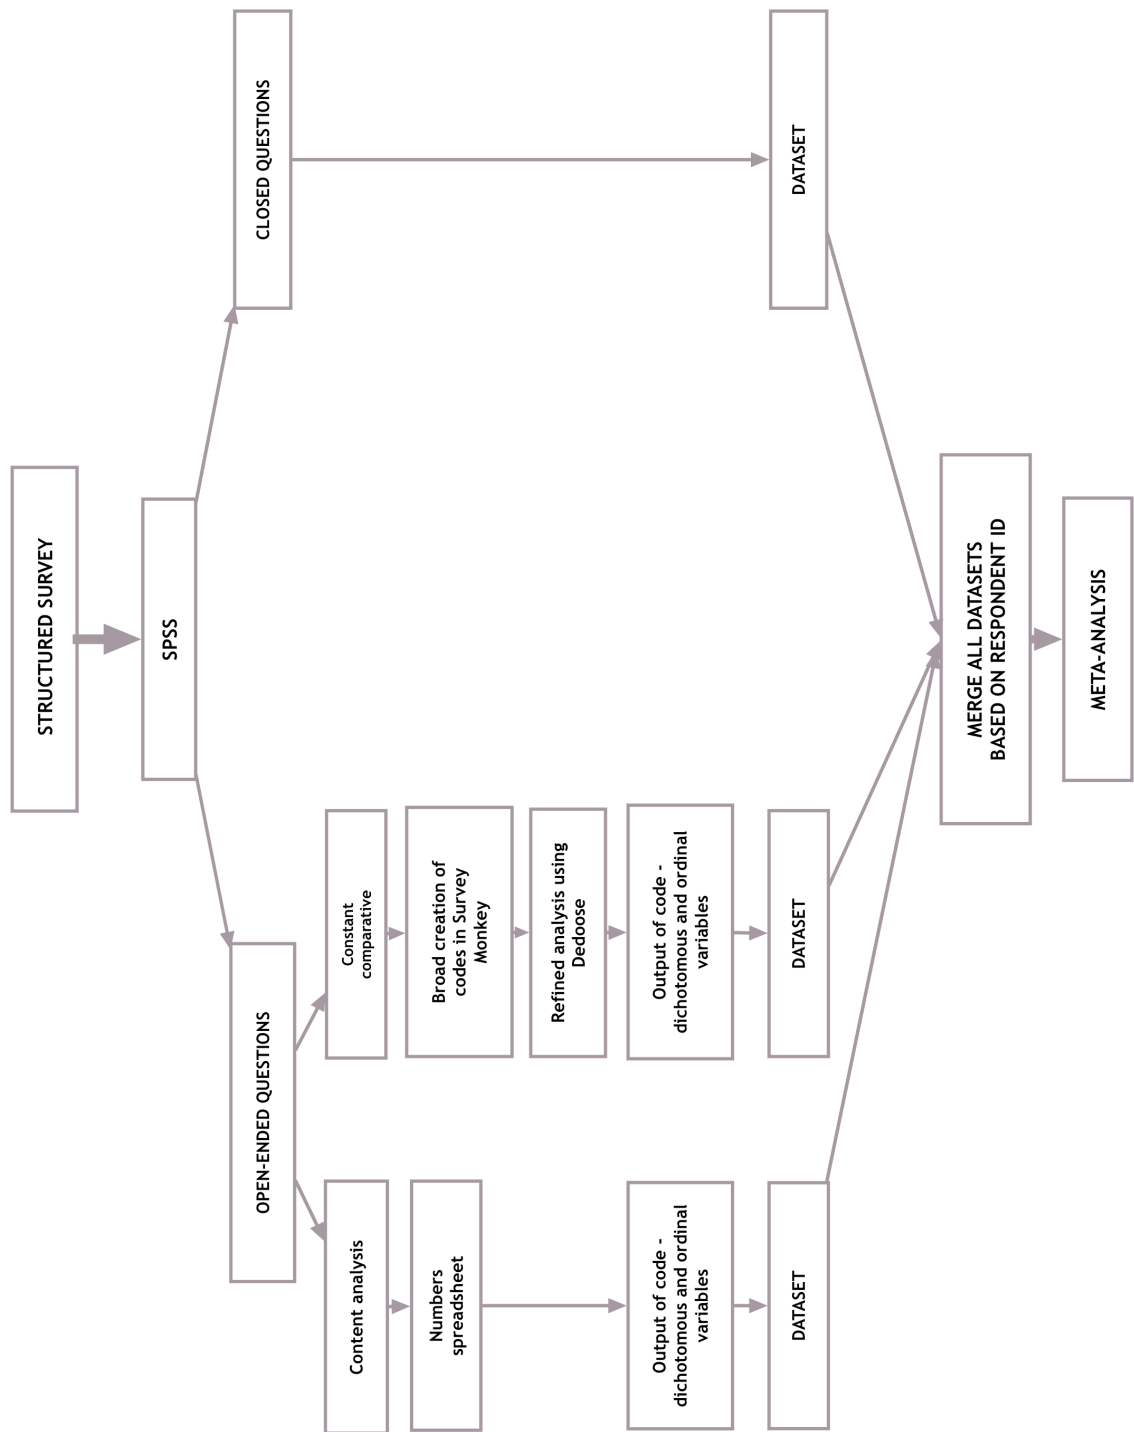 STRUCTURED SURVEY
SPSS
OPEN-ENDED QUESTIONS
CLOSED QUESTIONS
Content analysis
Numbers
spreadsheet
Output of code -
dichotomous and ordinal
variables
DATASET
Constant
comparative
Broad creation of
codes in Survey
Monkey
Refined analysis using
Dedoose
Output of code -
dichotomous and ordinal
variables
DATASET
DATASET
MERGE ALL DATASETS
BASED ON RESPONDENT ID
META-ANALYSIS